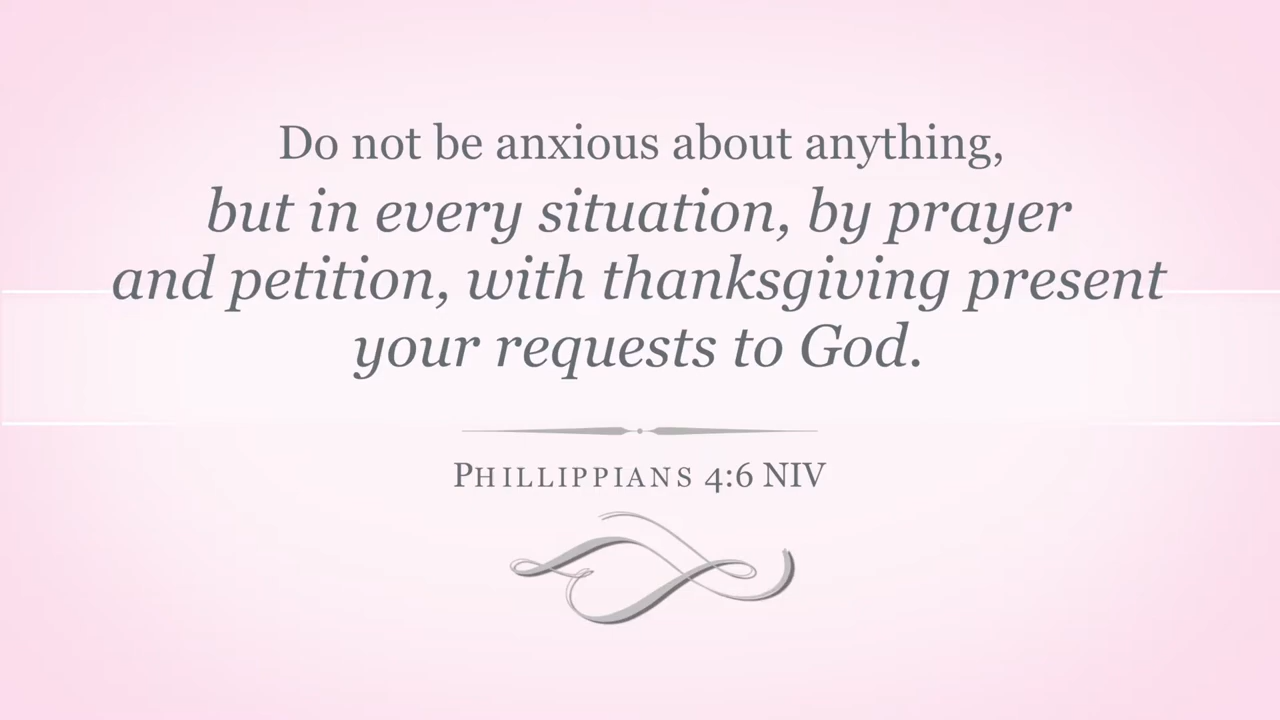 Do not be anxious about anything,
but in every situation, by prayer
and petition, with thanksgiving present
your requests to God.
PHILLIPPIANS 4:6 NIV